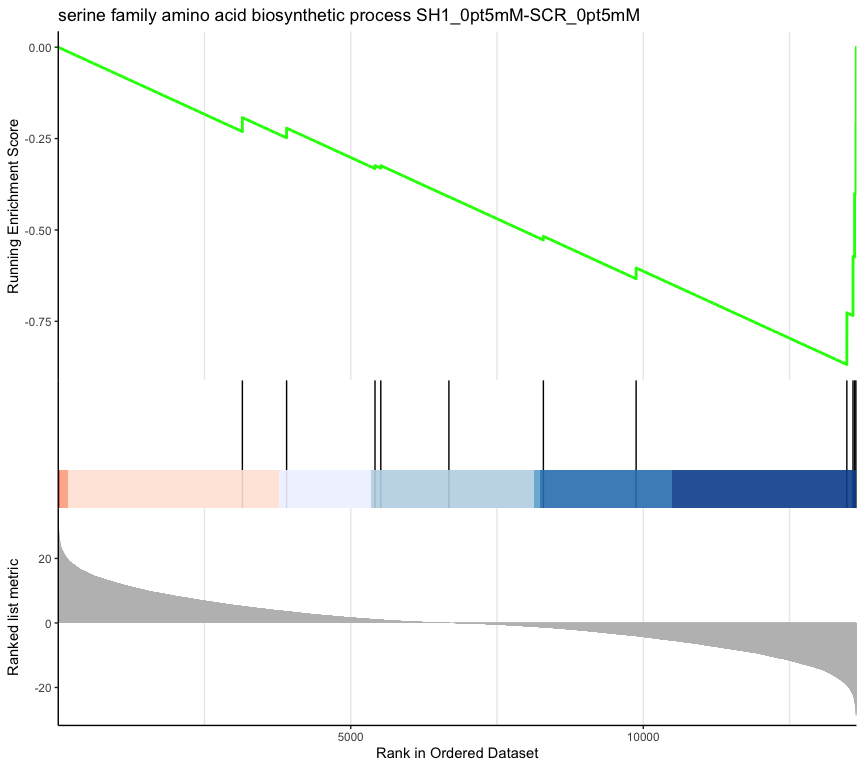 serine family amino acid biosynthetic process SH1_0pt5mM-SCR_0pt5mM
Running Enrichment Score
0.00
-0.25
-0.50
-0.75
Ranked list metric
20
0
-20
5000
10000
Rank in Ordered Dataset